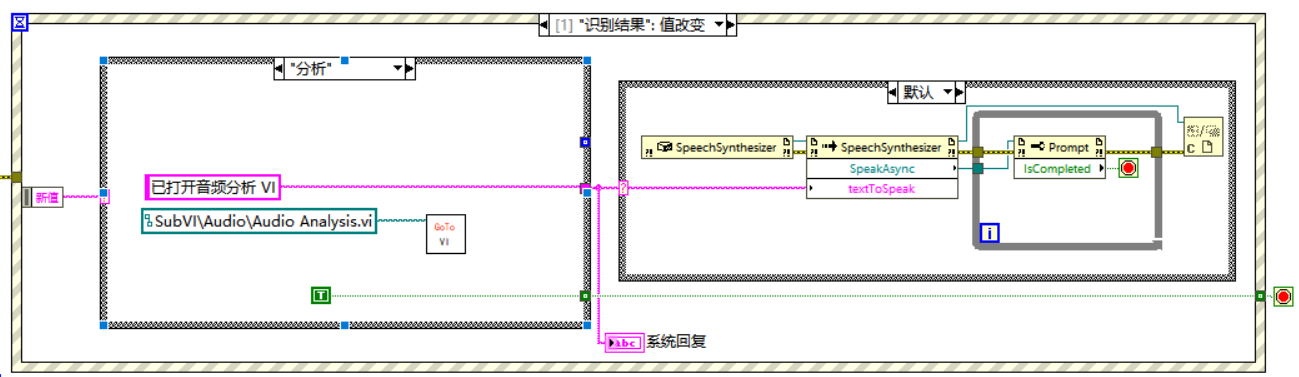 [1] "识别结果": 值改变
"分析"
默认
SpeechSynthesizer
SpeechSynthesizer
Prompt
SpeakAsync
IsCompleted
textToSpeak
新值
已打开音频分析 VI
SubVI\Audio\Audio Analysis.vi
GoTo
VI
?
C
i
T
abc
系统回复